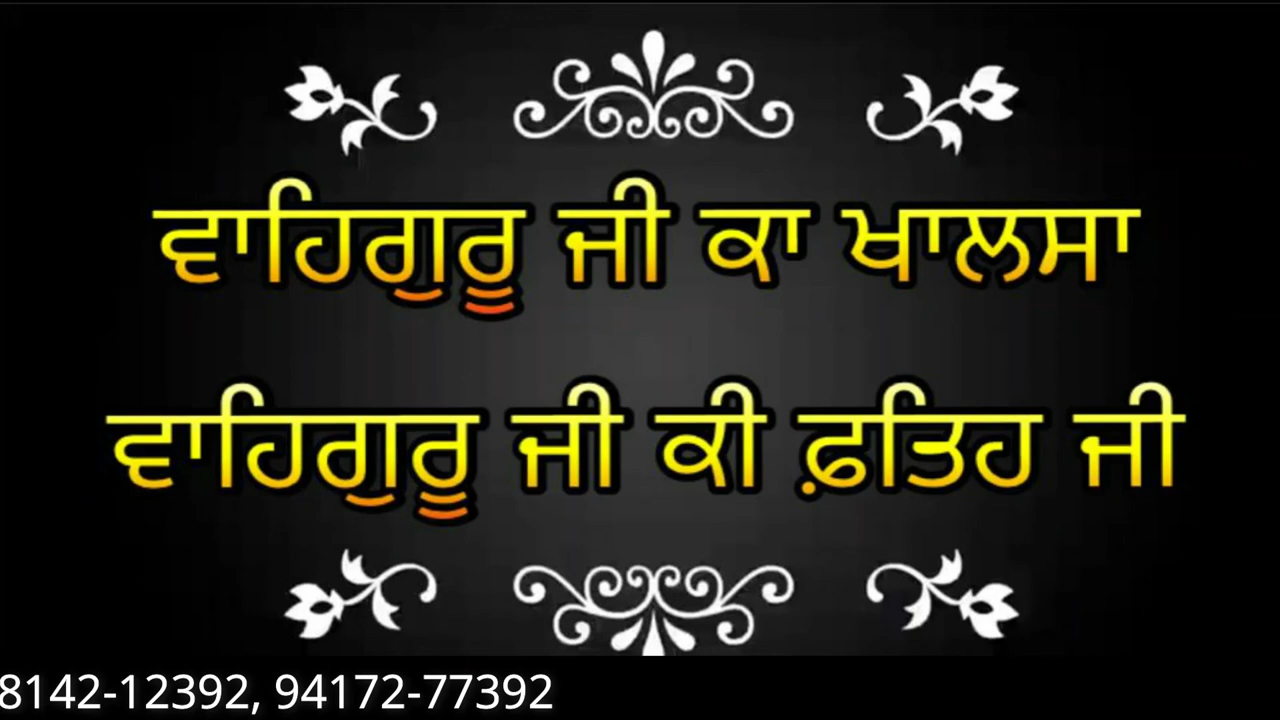 ਵਾਹਿਗੁਰੂ ਜੀ ਕਾ ਖਾਲਸਾ
ਵਾਹਿਗੁਰੂ ਜੀ ਕੀ ਫ਼ਤਿਹ ਜੀ
8142-12392, 94172-77392